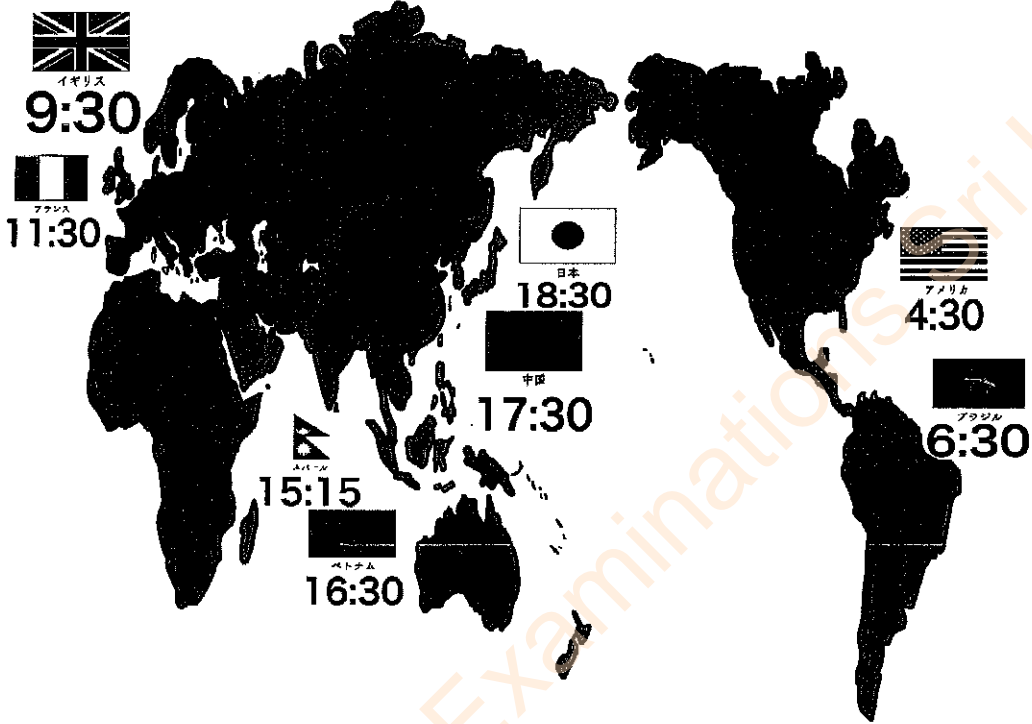 イギリス
9:30
フランス
11:30
日本
18:30
中国
17:30
ネパール
15:15
ベトナム
16:30
アメリカ
4:30
ブラジル
6:30
Examinations Sri L